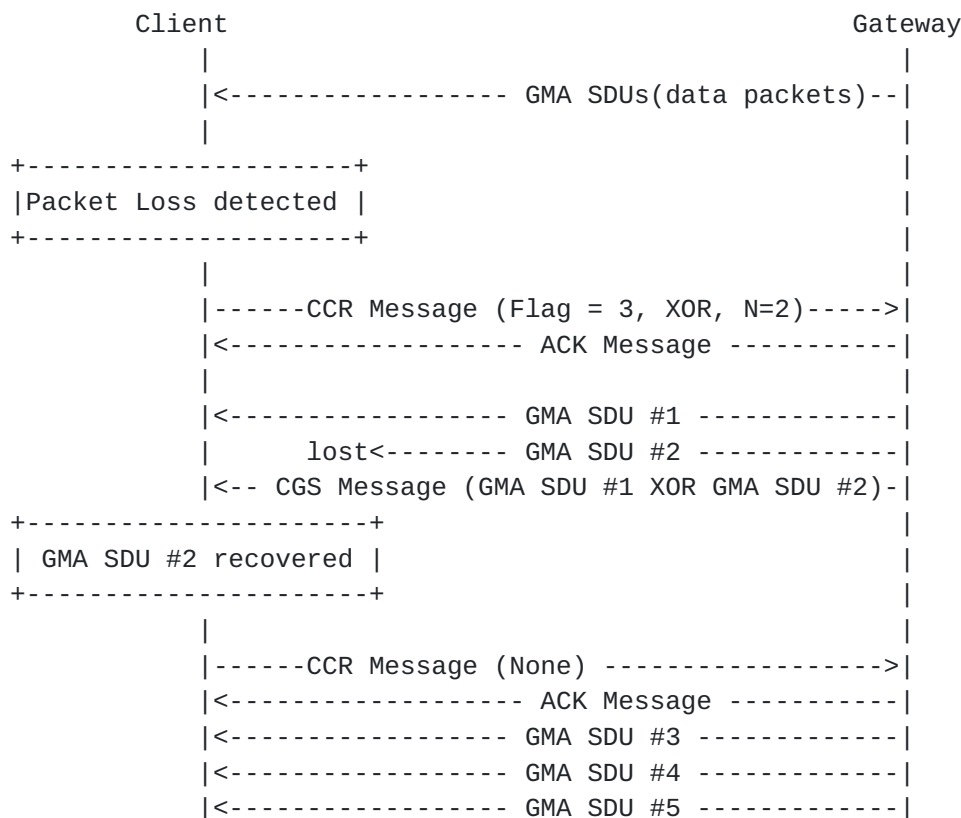 Client                                         Gateway
           |                                            |
           |<------------------ GMA SDUs(data packets)--|
           |                                            |
+---------------------+                                 |
|Packet Loss detected |                                 |
+---------------------+                                 |
           |                                            |
           |------CCR Message (Flag = 3, XOR, N=2)----->|
           |<------------------- ACK Message -----------|
           |                                            |
           |<------------------ GMA SDU #1 -------------|
           |      lost<-------- GMA SDU #2 -------------|
           |<-- CGS Message (GMA SDU #1 XOR GMA SDU #2)-|
+----------------------+                                |
| GMA SDU #2 recovered |                                |
+----------------------+                                |
           |                                            |
           |------CCR Message (None) ------------------>|
           |<------------------- ACK Message -----------|
           |<------------------ GMA SDU #3 -------------|
           |<------------------ GMA SDU #4 -------------|
           |<------------------ GMA SDU #5 -------------|